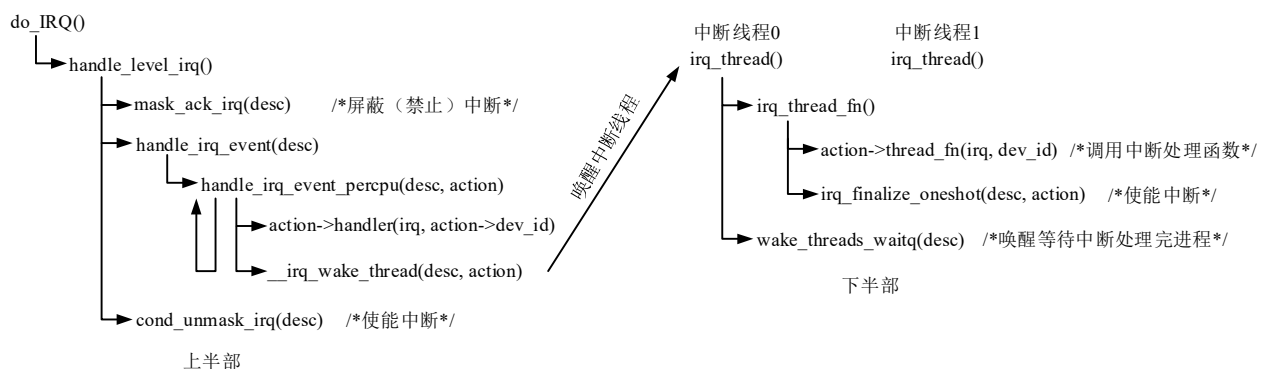 do_IRQ()
handle_level_irq()
mask_ack_irq(desc) /*屏蔽（禁止）中断*/
handle_irq_event(desc)
handle_irq_event_percpu(desc, action)
action->handler(irq, action->dev_id)
__irq_wake_thread(desc, action)
cond_unmask_irq(desc) /*使能中断*/
上半部
唤醒中断线程
中断线程0
irq_thread()
中断线程1
irq_thread()
irq_thread_fn()
action->thread_fn(irq, dev_id) /*调用中断处理函数*/
irq_finalize_oneshot(desc, action) /*使能中断*/
wake_threads_waitq(desc) /*唤醒等待中断处理完进程*/
下半部